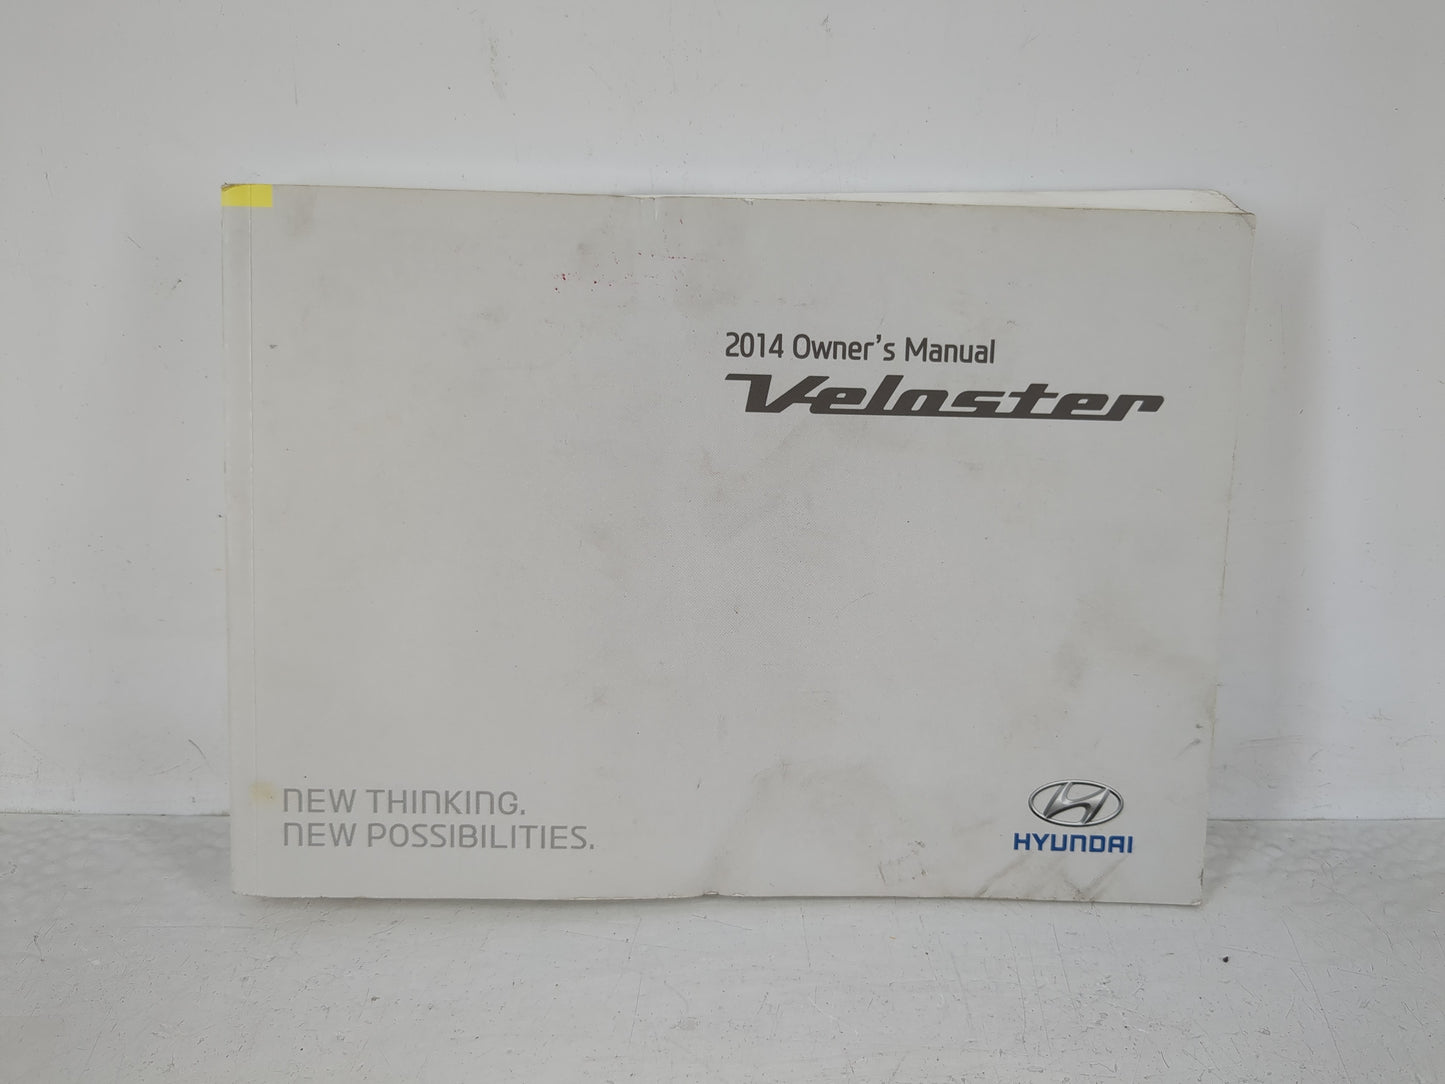 2014 Owner's Manual
Veloster
NEW THINKING.
NEW POSSIBILITIES.
HYUNDAI